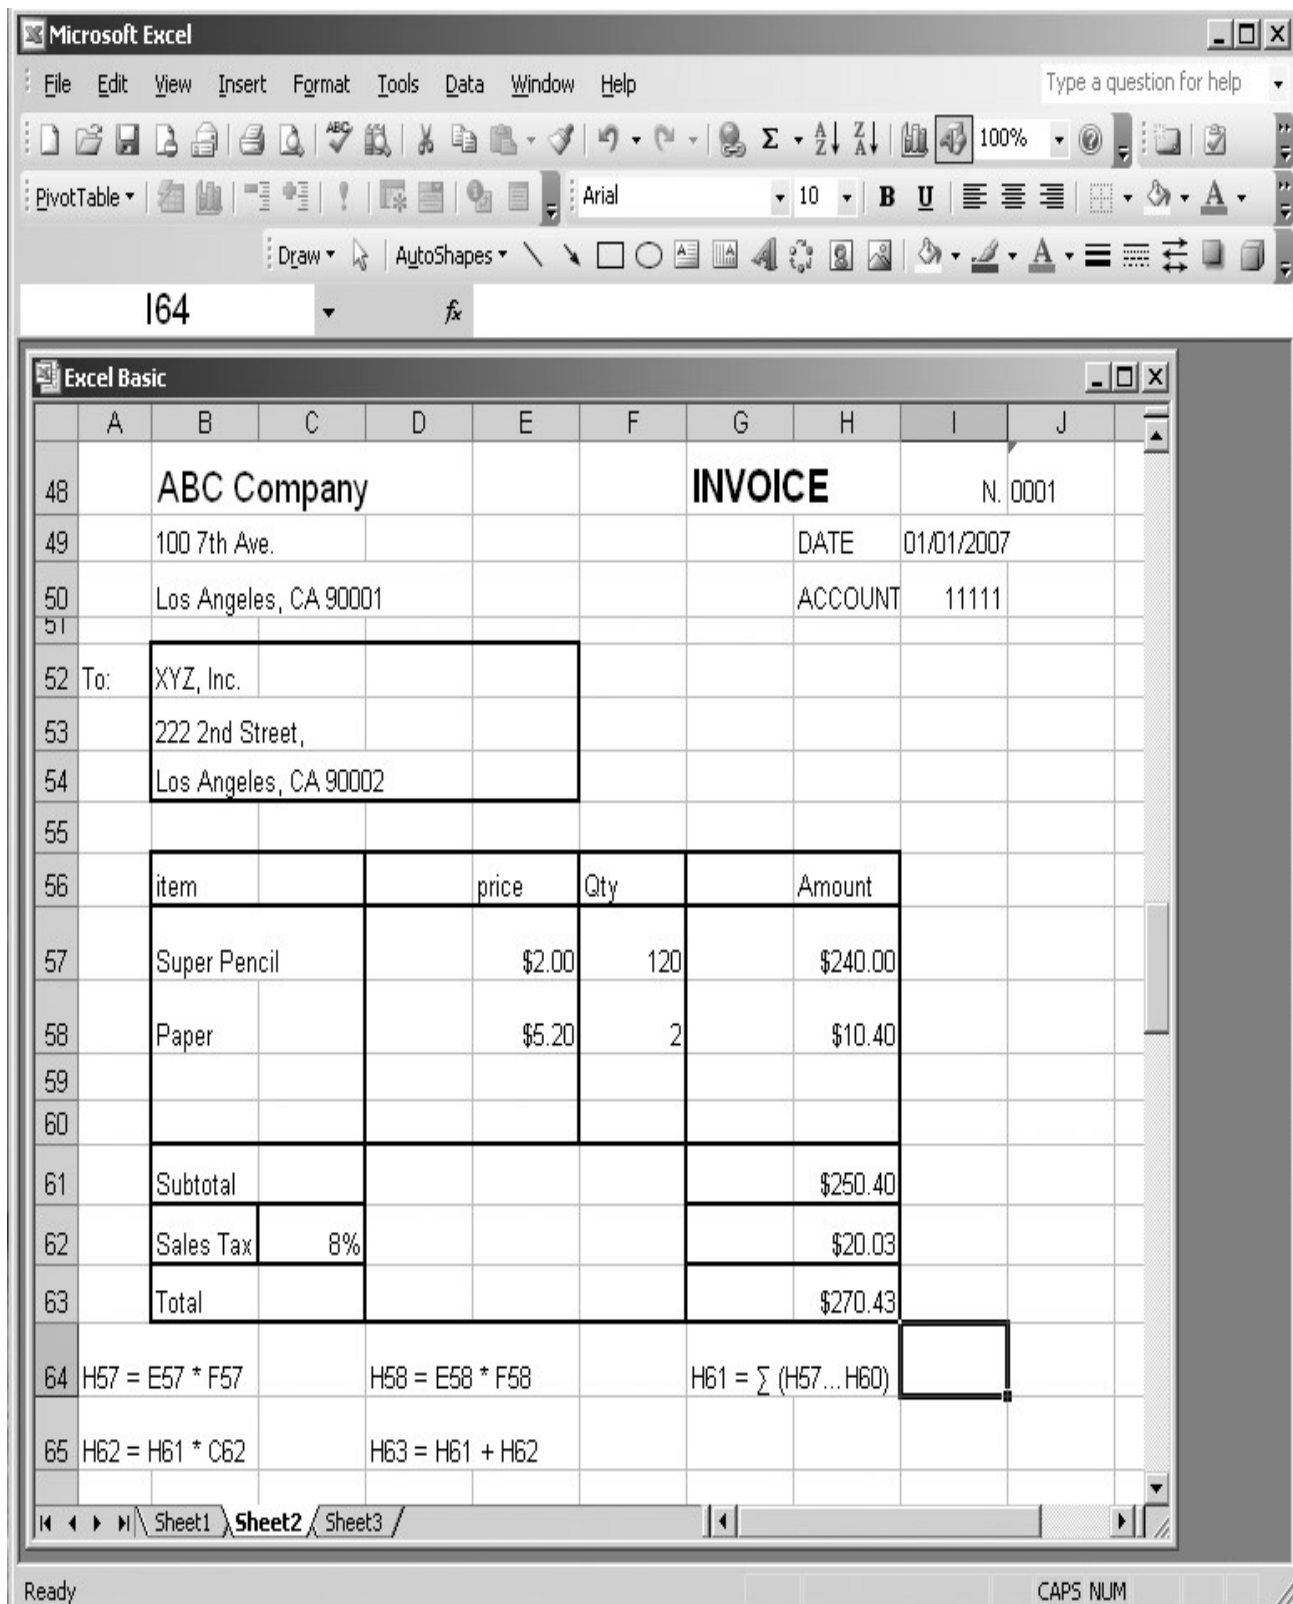 Microsoft Excel
File Edit View Insert Format Tools Data Window Help Type a question for help
ABC Σ A Z Z A 100%
PivotTable Arial 10 B U A
Draw AutoShapes A A A
I64 fx
Excel Basic
A B C D E F G H I J
48 ABC Company INVOICE N. 0001
49 100 7th Ave. DATE 01/01/2007
50 Los Angeles, CA 90001 ACCOUNT 11111
51
52 To: XYZ, Inc.
53 222 2nd Street,
54 Los Angeles, CA 90002
55
56 item price Qty Amount
57 Super Pencil $2.00 120 $240.00
58 Paper $5.20 2 $10.40
59
60
61 Subtotal $250.40
62 Sales Tax 8% $20.03
63 Total $270.43
64 H57 = E57 * F57 H58 = E58 * F58 H61 = ∑ (H57...H60)
65 H62 = H61 * C62 H63 = H61 + H62
Sheet1 Sheet2 Sheet3
Ready CAPS NUM